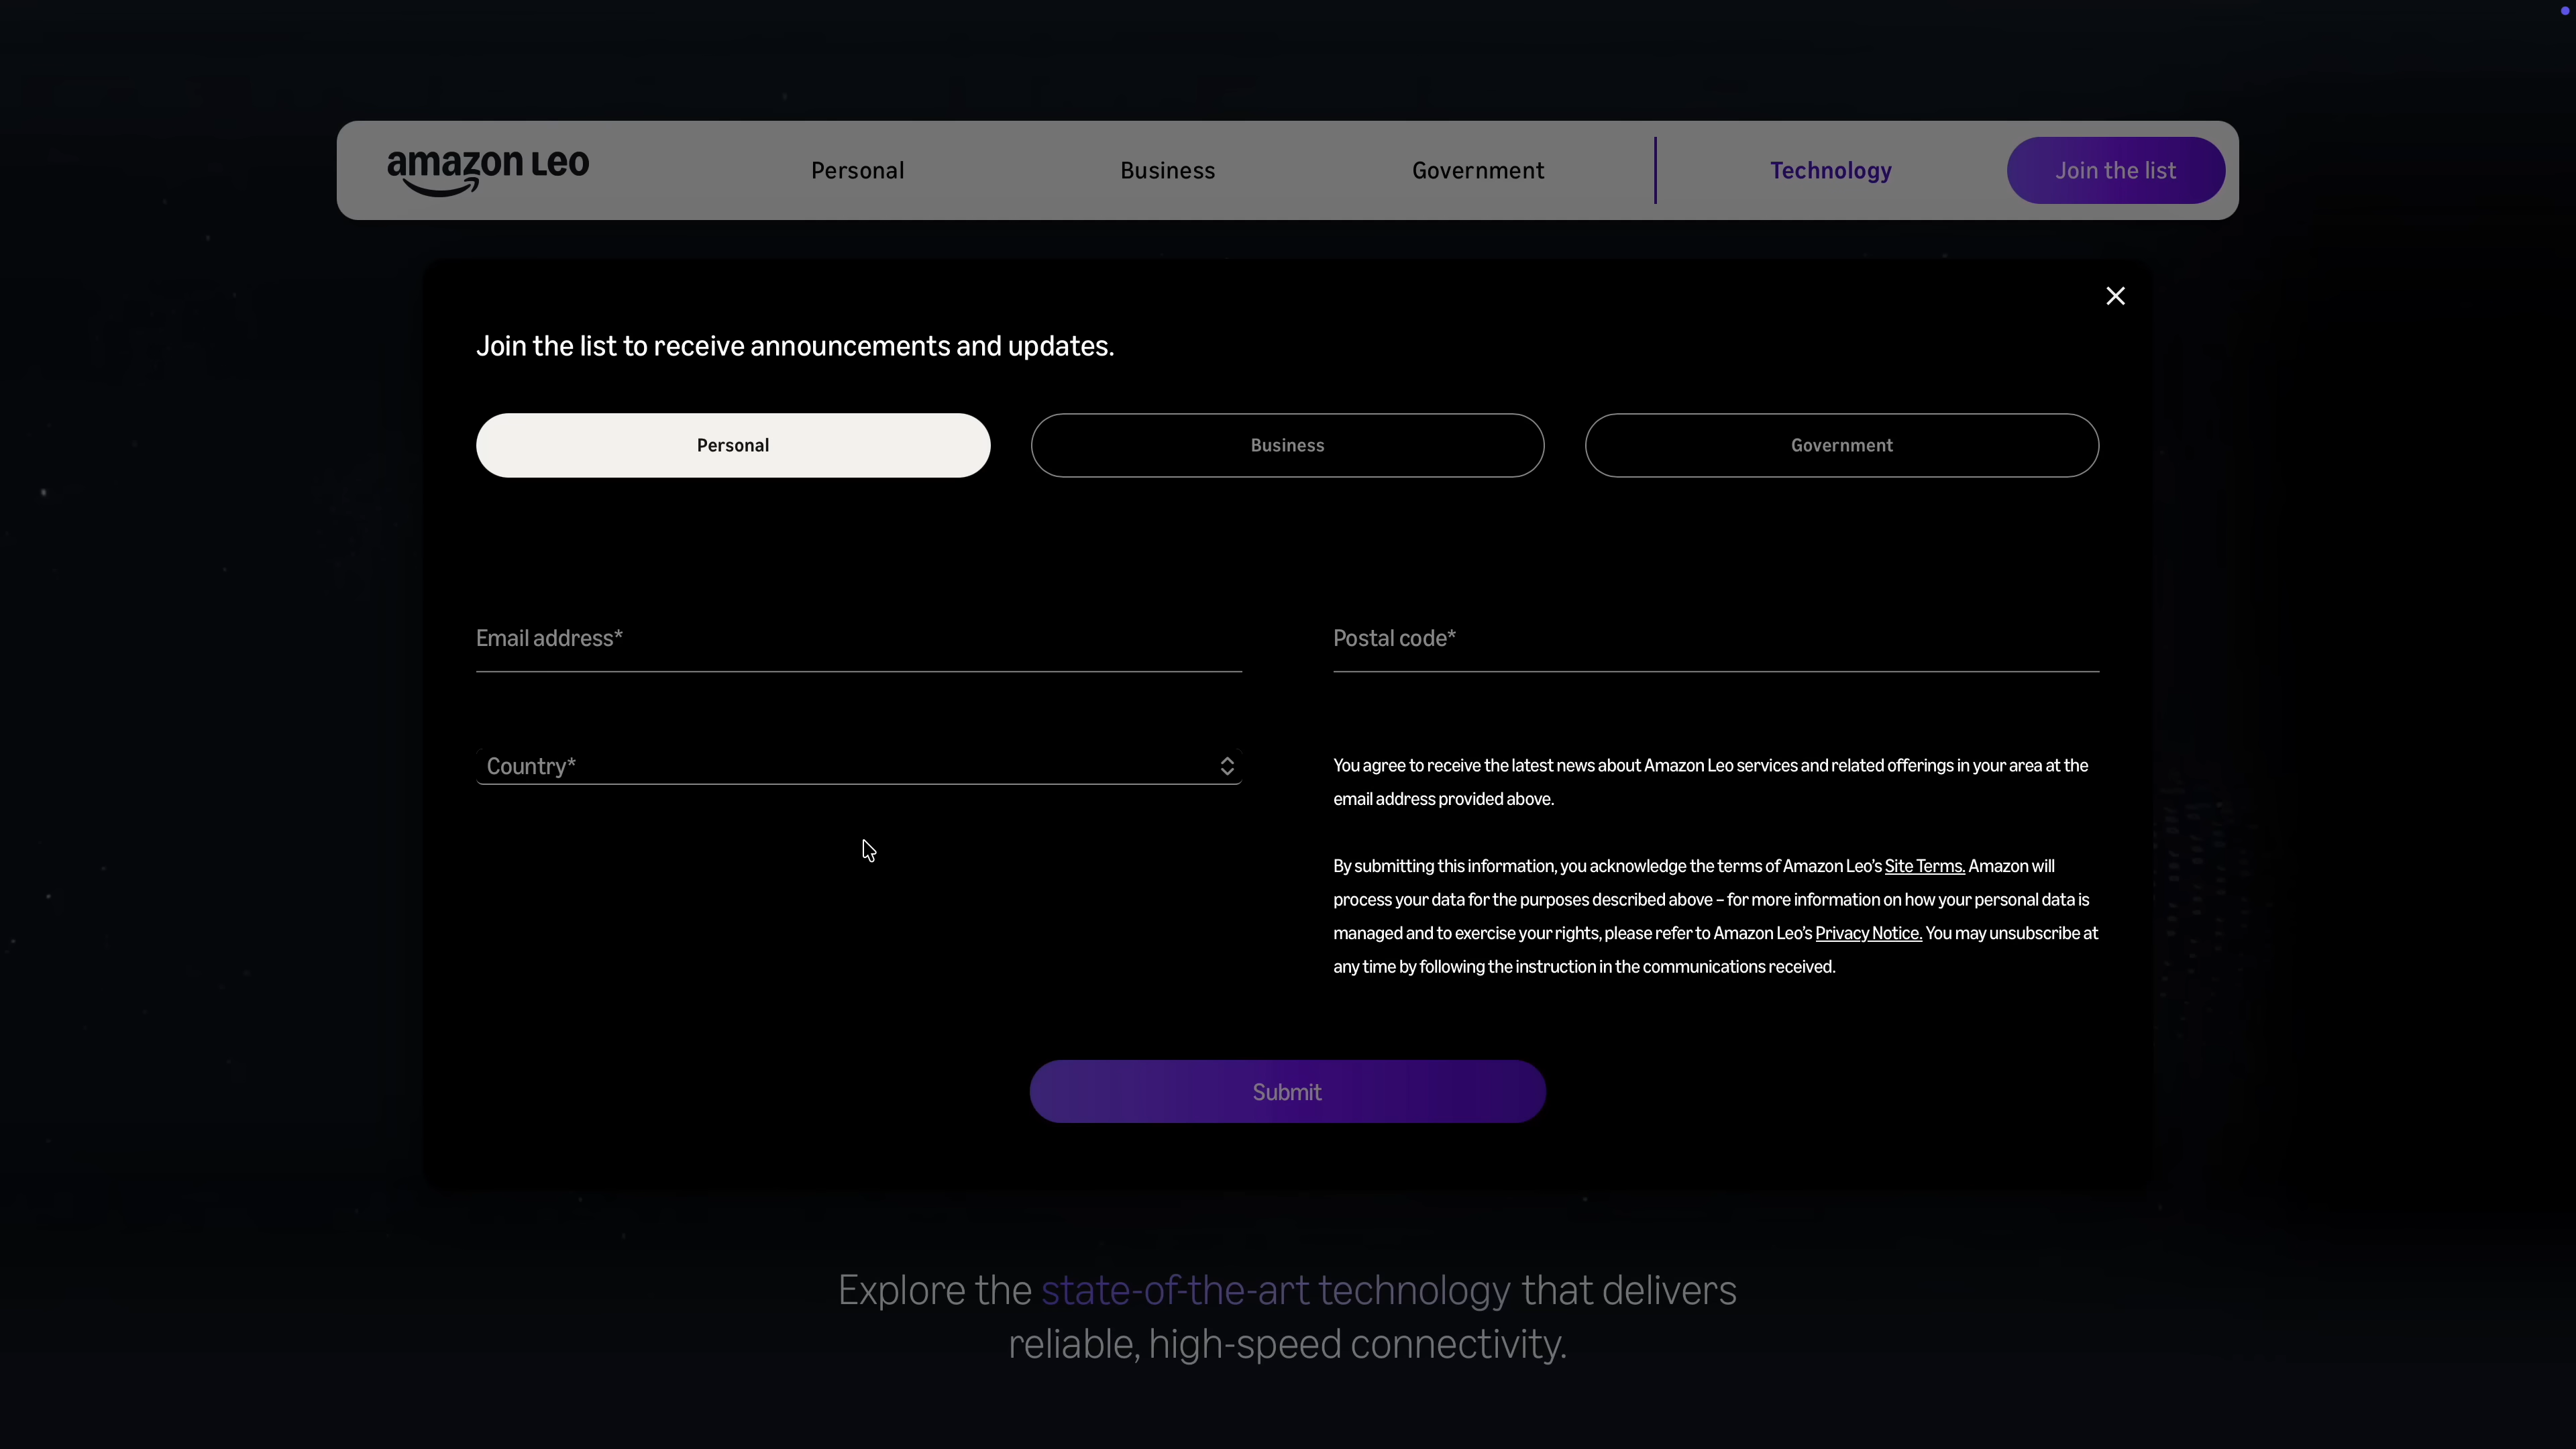 amazon Leo
Personal
Business
Government
Technology
Join the list
Join the list to receive announcements and updates.
Personal
Business
Government
Email address*
Postal code*
Country*
You agree to receive the latest news about Amazon Leo services and related offerings in your area at the
email address provided above.
By submitting this information, you acknowledge the terms of Amazon Leo’s Site Terms. Amazon will
process your data for the purposes described above – for more information on how your personal data is
managed and to exercise your rights, please refer to Amazon Leo’s Privacy Notice. You may unsubscribe at
any time by following the instruction in the communications received.
Submit
Explore the state-of-the-art technology that delivers
reliable, high-speed connectivity.